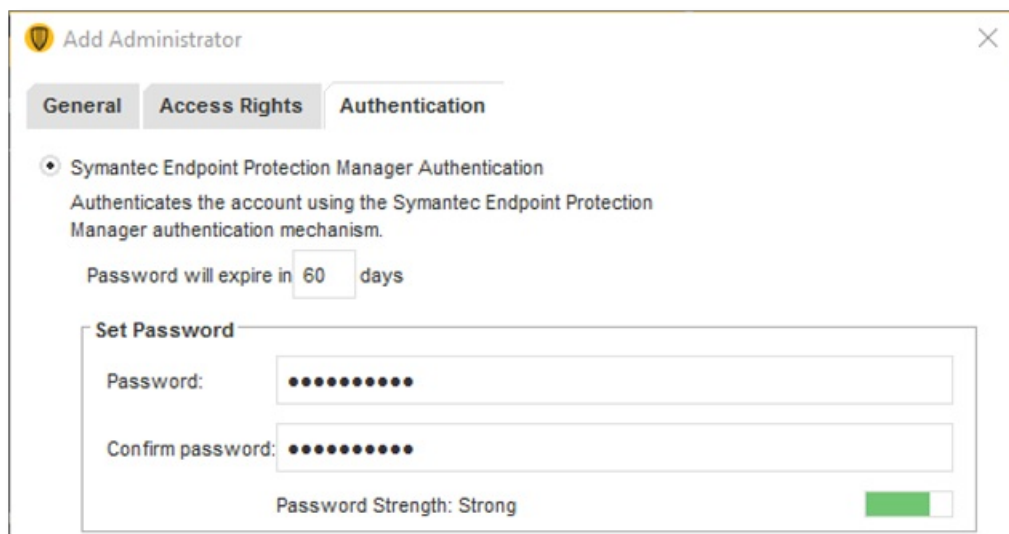 Add Administrator
General Access Rights Authentication
Symantec Endpoint Protection Manager Authentication
Authenticates the account using the Symantec Endpoint Protection
Manager authentication mechanism.
Password will expire in 60 days
Set Password
Password: ●●●●●●●●●●
Confirm password: ●●●●●●●●●●
Password Strength: Strong